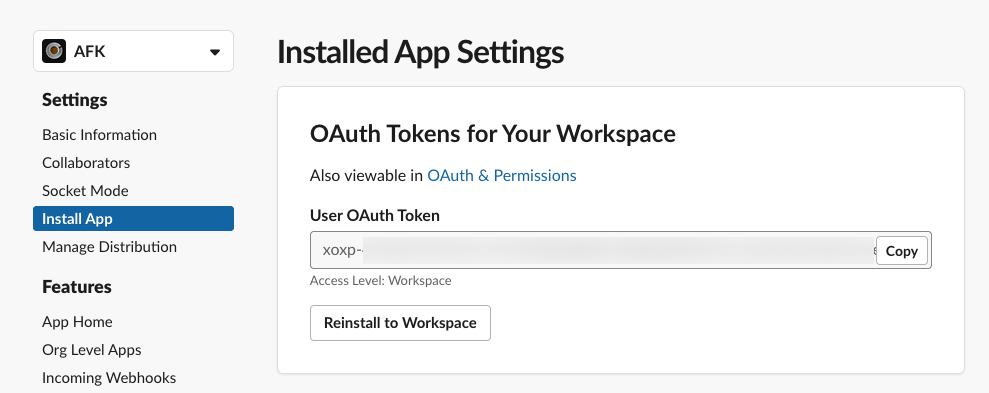 AFK
Installed App Settings
Settings
Basic Information
Collaborators
Socket Mode
Install App
Manage Distribution
Features
App Home
Org Level Apps
Incoming Webhooks
OAuth Tokens for Your Workspace
Also viewable in OAuth & Permissions
User OAuth Token
xoxp-
Copy
Access Level: Workspace
Reinstall to Workspace